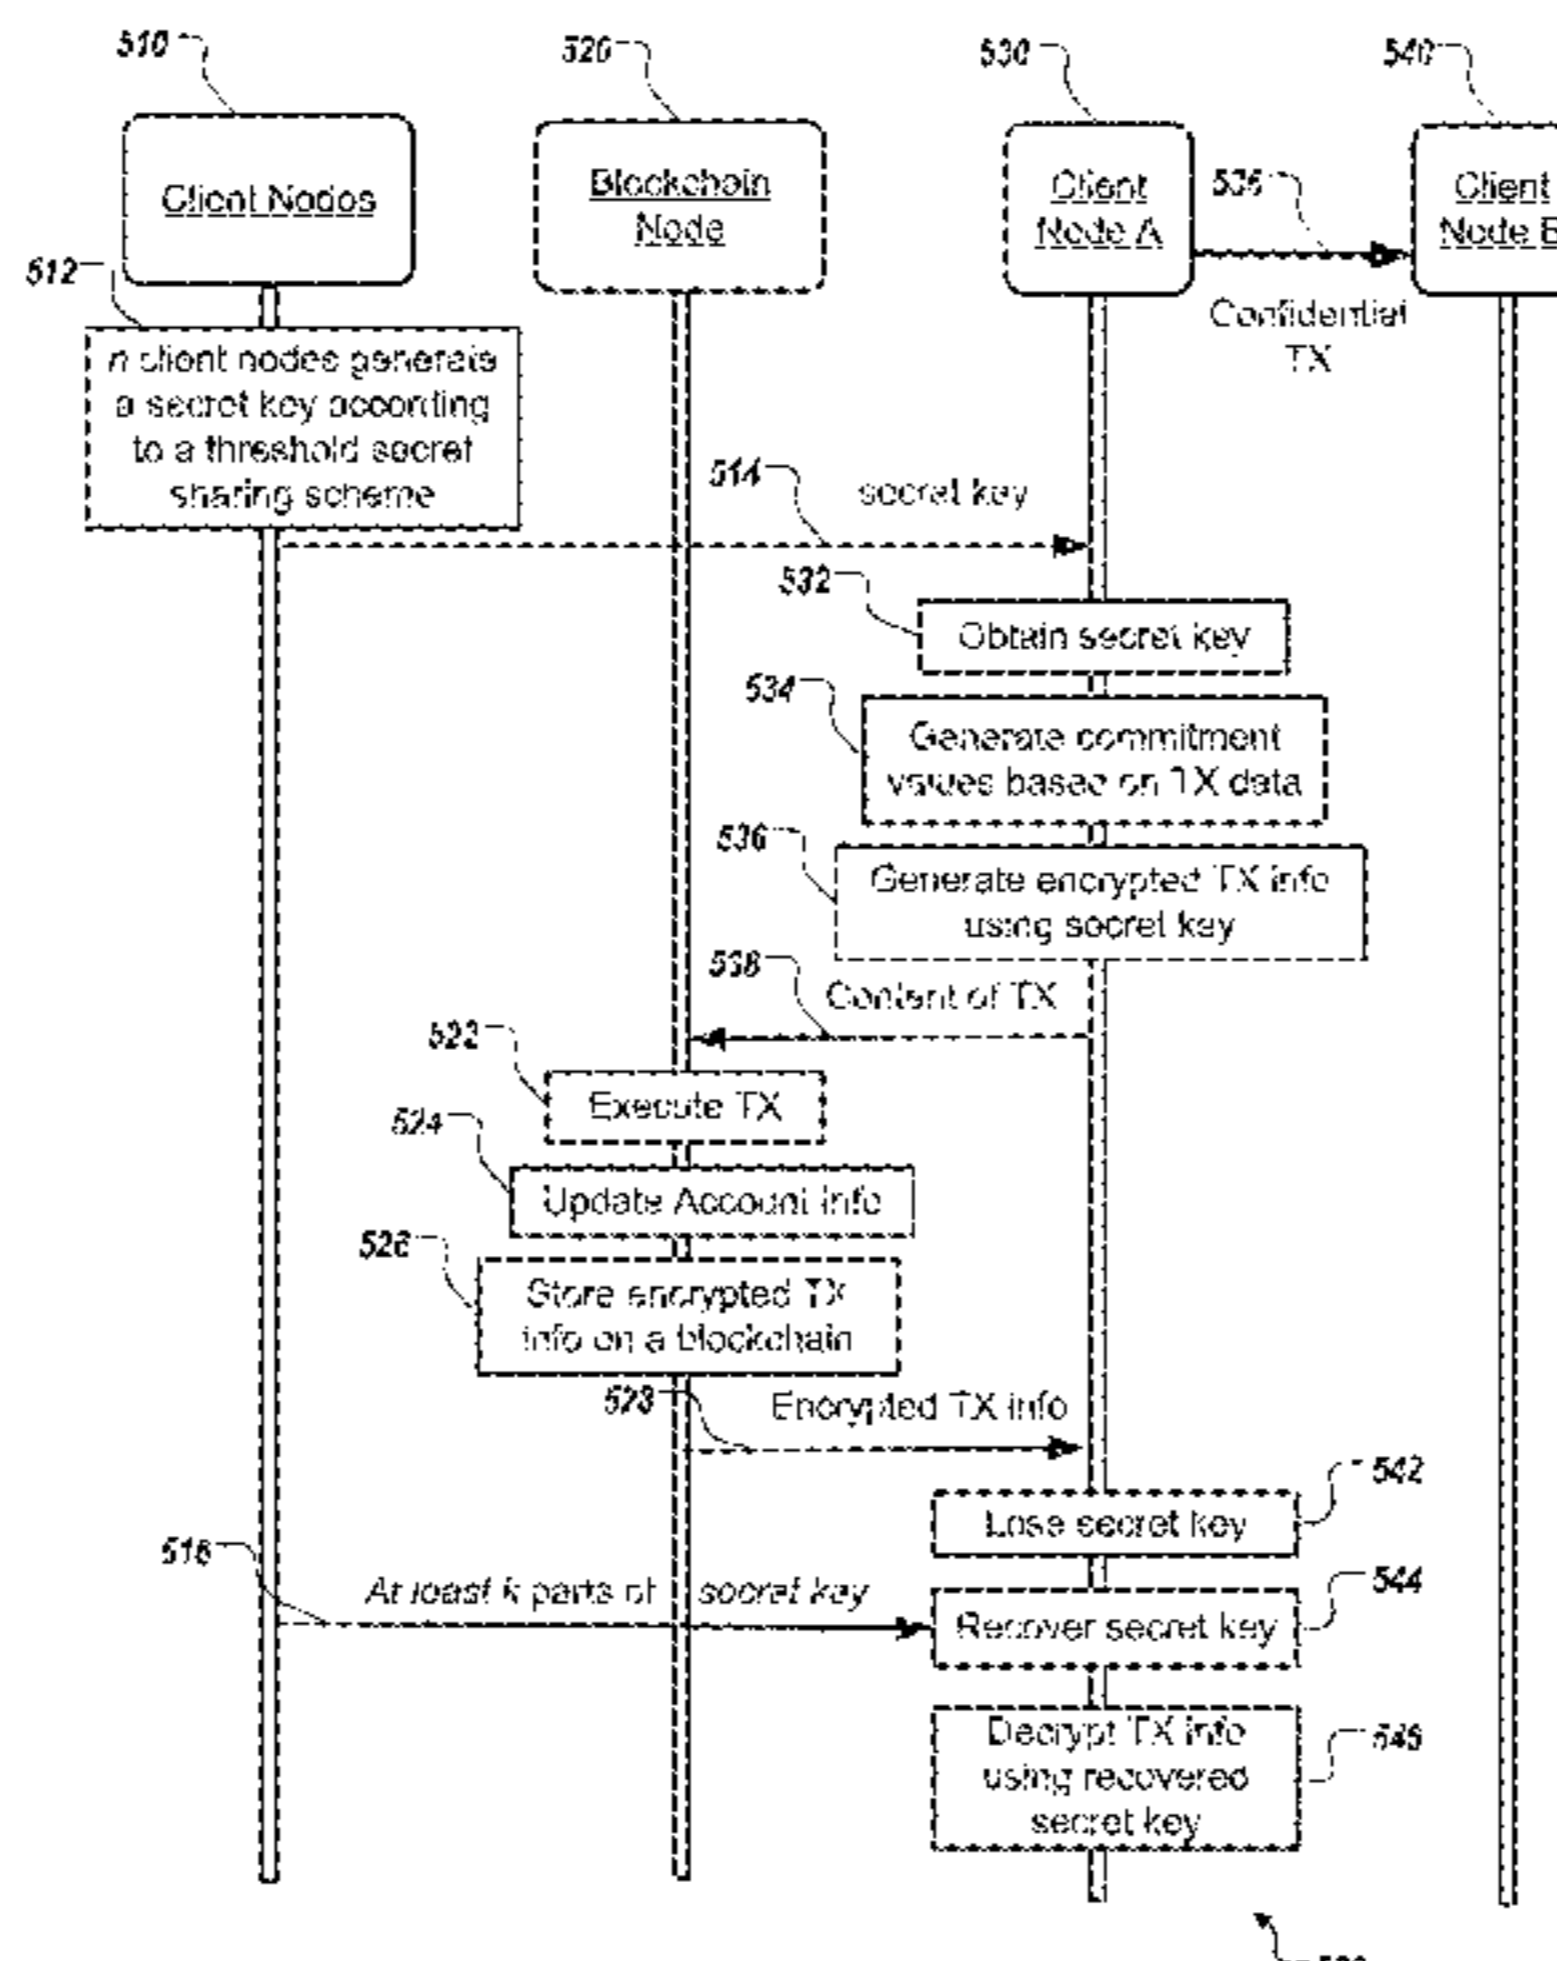 510
520
530
540
Client Nodes
Blockchain
Node
Client
Node A
535
Client
Node B
Confidential
TX
512
n client nodes generate
a secret key according
to a threshold secret
sharing scheme
514
secret key
532
Obtain secret key
534
Generate commitment
values based on TX data
536
Generate encrypted TX info
using secret key
538
Content of TX
522
Execute TX
524
Update Account info
526
Store encrypted TX
info on a blockchain
528
Encrypted TX info
542
Lose secret key
516
At least k parts of secret key
544
Recover secret key
546
Decrypt TX info
using recovered
secret key